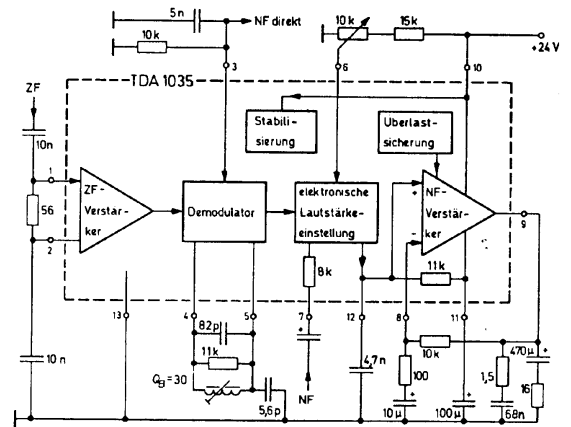 5n
NF direkt
10k
3
10k
15k
6
10
+24V
TDA 1035
ZF
10n
1
56
2
ZF-
Verstär-
ker
Demodulator
Stabili-
sierung
elektronische
Lautstärke-
einstellung
Überlast-
sicherung
+
NF-
Verstär-
ker
-
9
8k
11k
13
4
5
7
12
8
11
82p
11k
Q_B=30
5,6p
+
NF
4,7n
10k
100
+
10µ
+
100µ
1,5
68n
470µ
+
16
10n